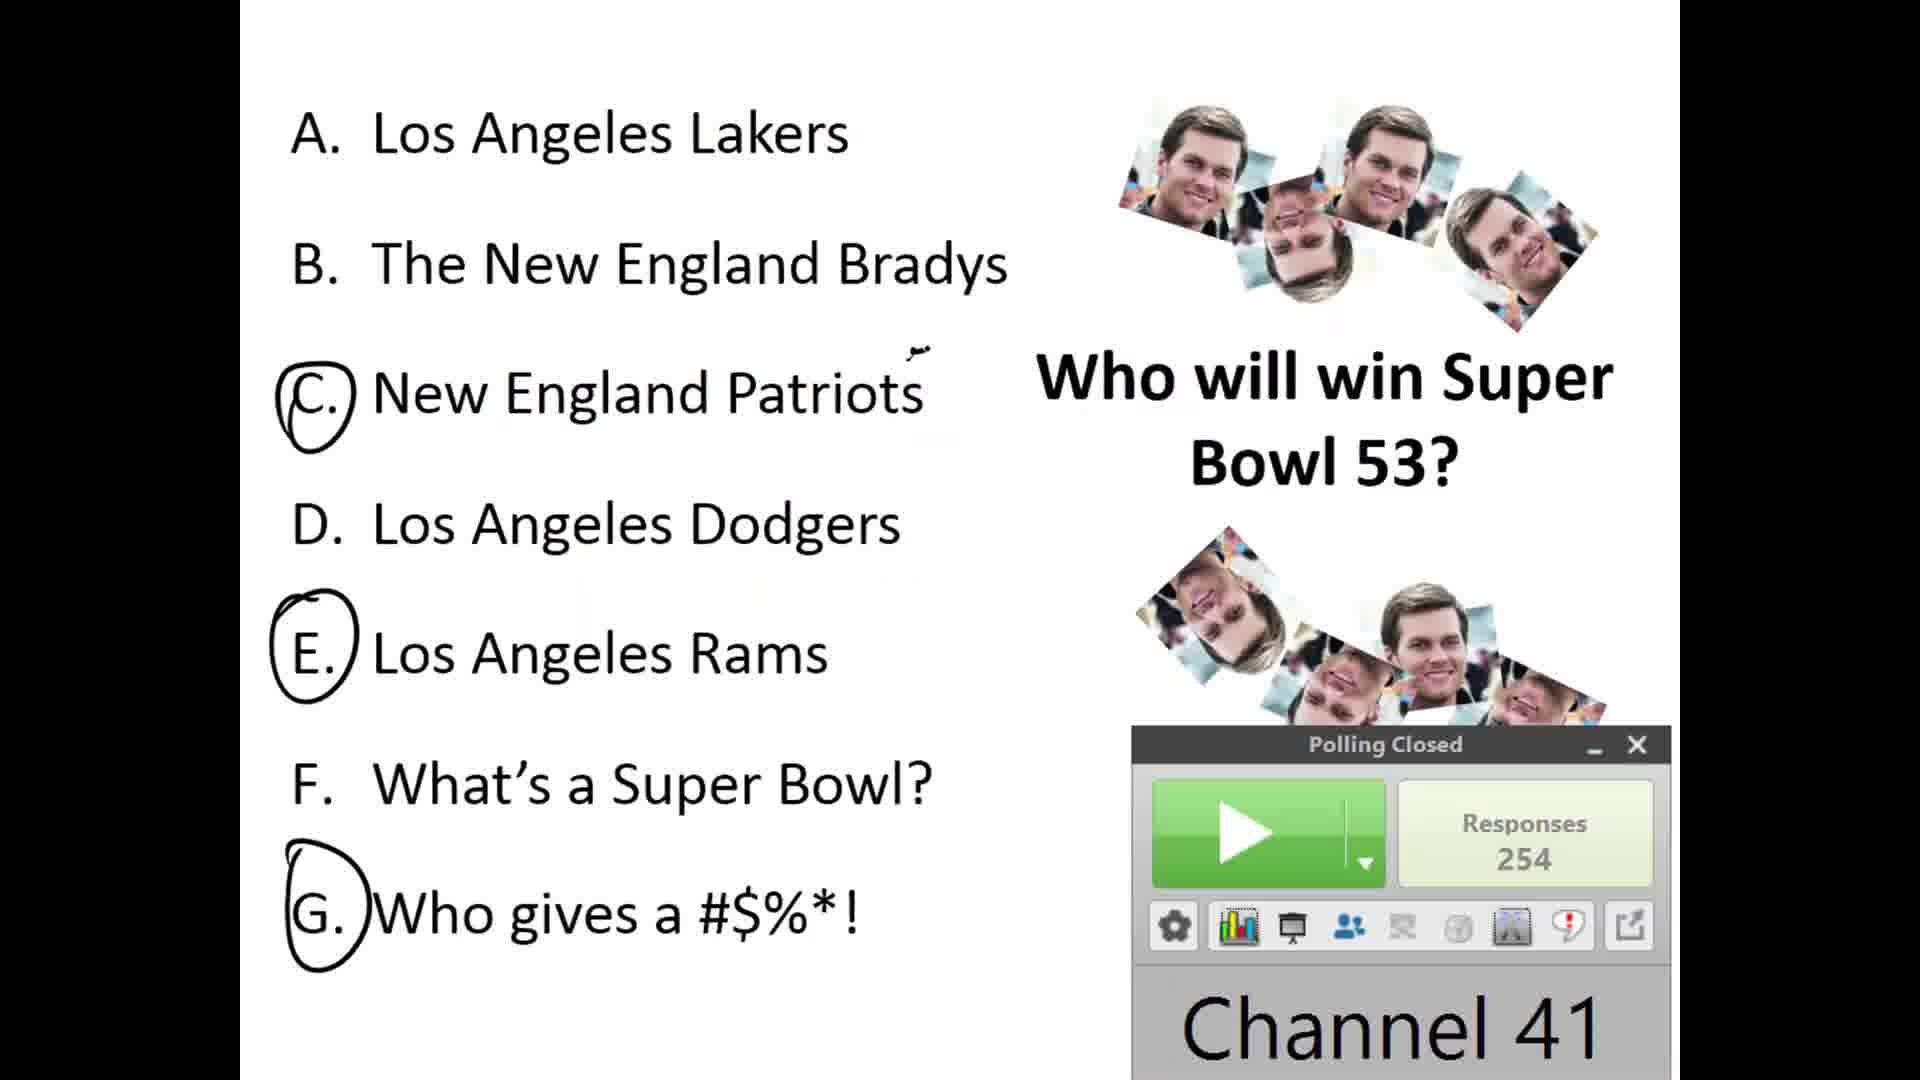 A. Los Angeles Lakers
B. The New England Bradys
C. New England Patriots
D. Los Angeles Dodgers
E. Los Angeles Rams
F. What’s a Super Bowl?
G. Who gives a #$%*!
Who will win Super
Bowl 53?
Polling Closed
Responses
254
Channel 41